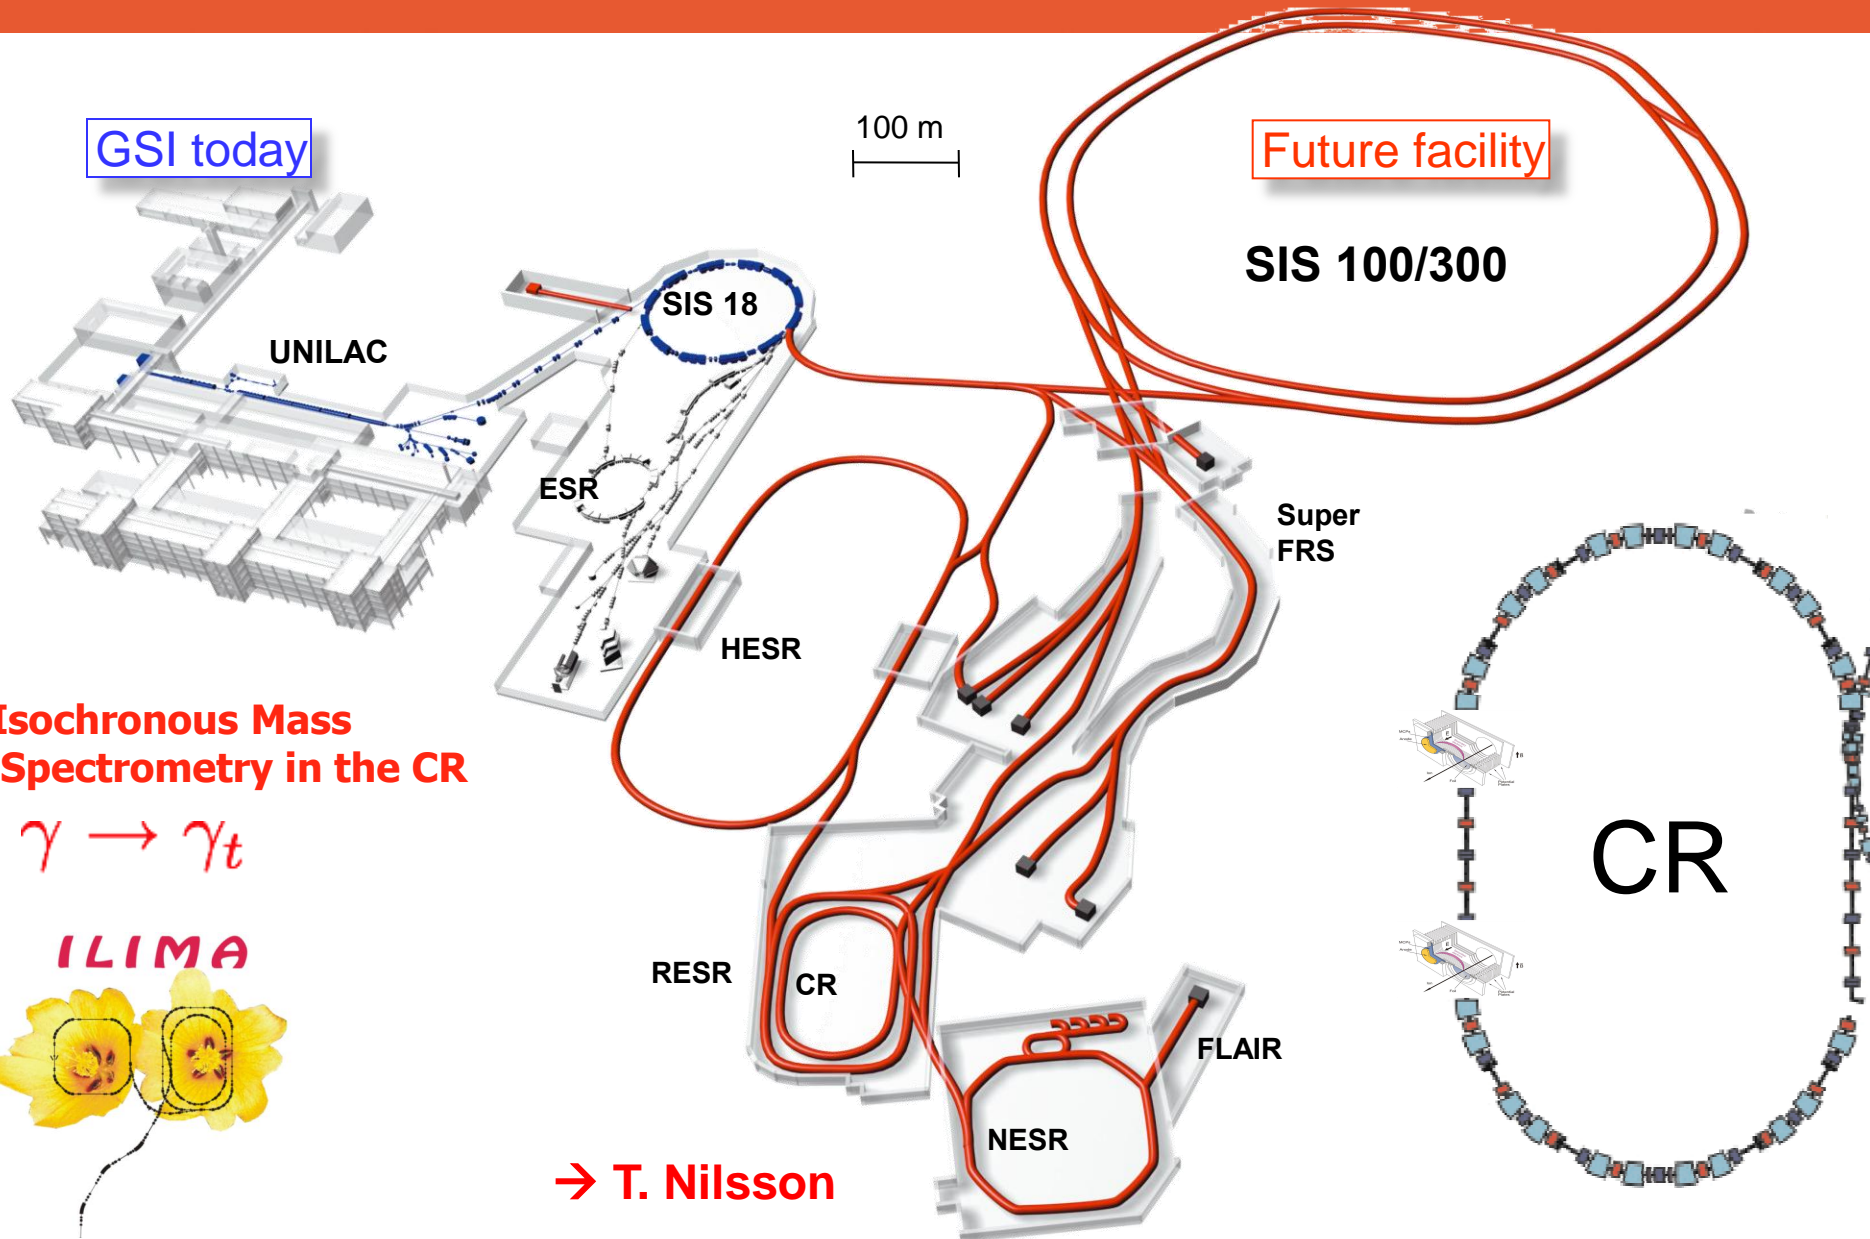 GSI today
100 m
Future facility
SIS 100/300
SIS 18
UNILAC
ESR
Super
FRS
HESR
Isochronous Mass
Spectrometry in the CR
γ → γt
CR
ILIMA
RESR
CR
FLAIR
NESR
→ T. Nilsson